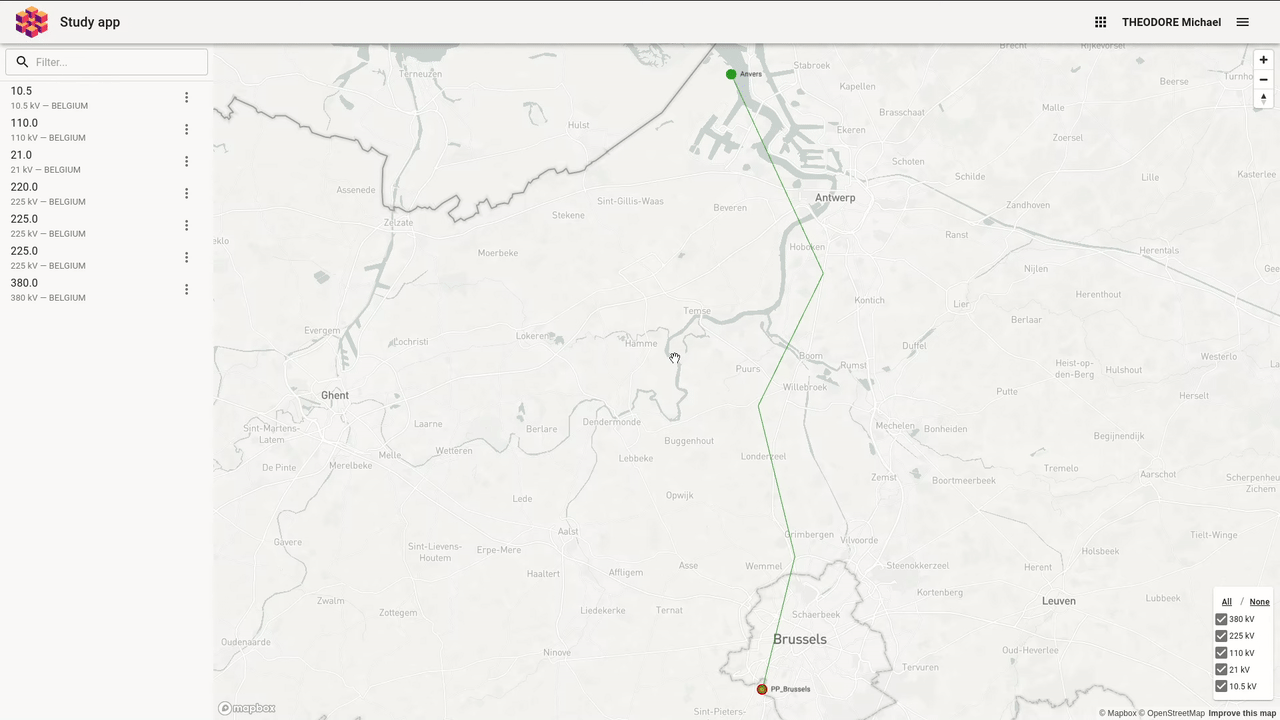 Study app
THEODORE Michael
Filter...
10.5
10.5 kV — BELGIUM
110.0
110 kV — BELGIUM
21.0
21 kV — BELGIUM
220.0
225 kV — BELGIUM
225.0
225 kV — BELGIUM
225.0
225 kV — BELGIUM
380.0
380 kV — BELGIUM
Brecht
Rijkevorsel
Terneuzen
Anvers
Stabroek
Kapellen
Beerse
Turnho
Brasschaat
Malle
Hulst
Ekeren
Zoersel
Schoten
Assenede
Schilde
Lille
Kasterlee
Sint-Gillis-Waas
Beveren
Antwerp
Zandhoven
Stekene
Zelzate
Ranst
eklo
Moerbeke
Hoboken
Herentals
Nijlen
Kontich
Lier
Herenthout
Temse
Berlaar
Evergem
Lokeren
Hamme
Cochristi
Duffel
Boom
Westerlo
Puurs
Rumst
Heist-op-
den-Berg
Hulshout
Willebroek
Putte
Ghent
Herselt
Laarne
Berlare
Dendermonde
Mechelen
Bonheiden
Sint-Martens-
Latem
Buggenhout
Begijnendijk
Wetteren
Melle
De Pinte
Merelbeke
Lebbeke
Londerzeel
Tremelo
Aarschot
Scherpenheu
Zichem
Zemst
Boortmeerbeek
Lede
Opwijk
Aalst
Grimbergen
Vilvoorde
Tielt-Winge
Gavere
Sint-Lievens-
Houtem
Erpe-Mere
Holsbeek
Asse
Wemmel
Steenokkerzeel
Herent
Haaltert
Affligem
Kortenberg
Zwalm
Zottegem
Liedekerke
Ternat
Schaerbeek
Leuven
Lubbeek
Oudenaarde
Brussels
Ninove
Oud-Heverlee
Tervuren
PP_Brussels
Sint-Pieters-
All / None
380 kV
225 kV
110 kV
21 kV
10.5 kV
mapbox
© Mapbox © OpenStreetMap Improve this map